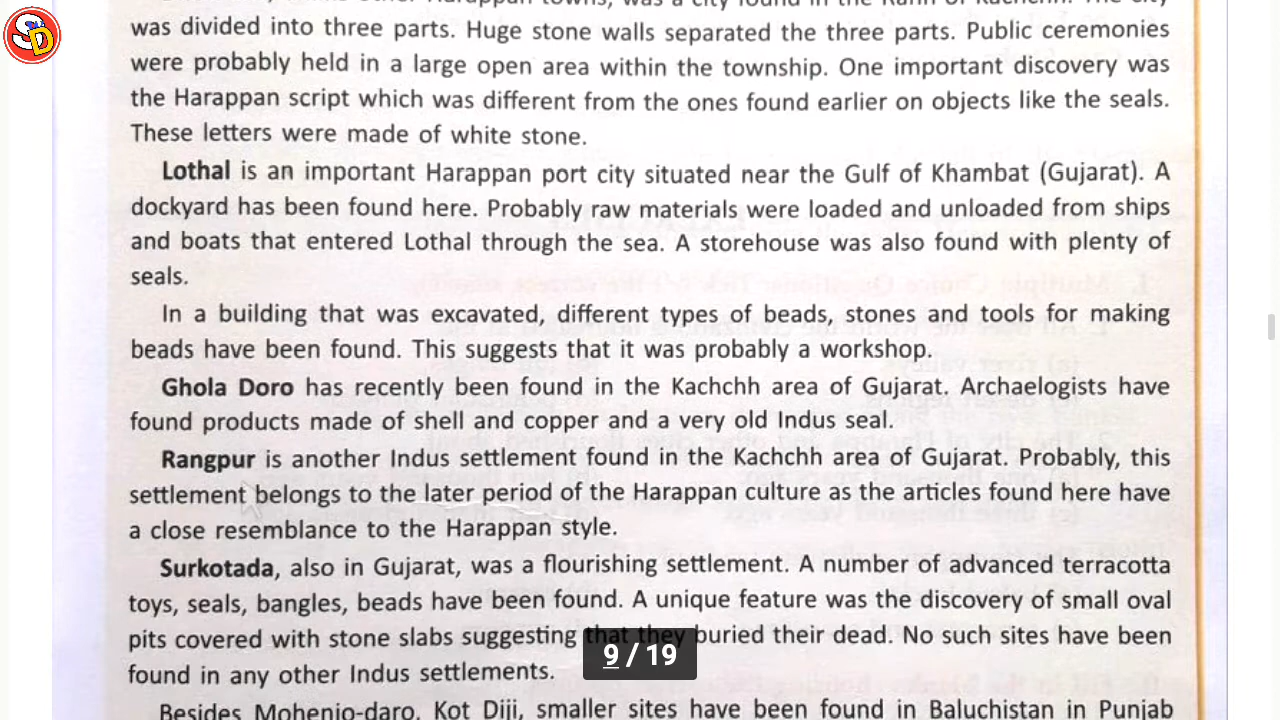 SD
was divided into three parts. Huge stone walls separated the three parts. Public ceremonies
were probably held in a large open area within the township. One important discovery was
the Harappan script which was different from the ones found earlier on objects like the seals.
These letters were made of white stone.
Lothal is an important Harappan port city situated near the Gulf of Khambat (Gujarat). A
dockyard has been found here. Probably raw materials were loaded and unloaded from ships
and boats that entered Lothal through the sea. A storehouse was also found with plenty of
seals.
In a building that was excavated, different types of beads, stones and tools for making
beads have been found. This suggests that it was probably a workshop.
Ghola Doro has recently been found in the Kachchh area of Gujarat. Archaelogists have
found products made of shell and copper and a very old Indus seal.
Rangpur is another Indus settlement found in the Kachchh area of Gujarat. Probably, this
settlement belongs to the later period of the Harappan culture as the articles found here have
a close resemblance to the Harappan style.
Surkotada, also in Gujarat, was a flourishing settlement. A number of advanced terracotta
toys, seals, bangles, beads have been found. A unique feature was the discovery of small oval
pits covered with stone slabs suggesting that they buried their dead. No such sites have been
found in any other Indus settlements.
9 / 19
Besides Mohenjo-daro, Kot Diji, smaller sites have been found in Baluchistan in Punjab